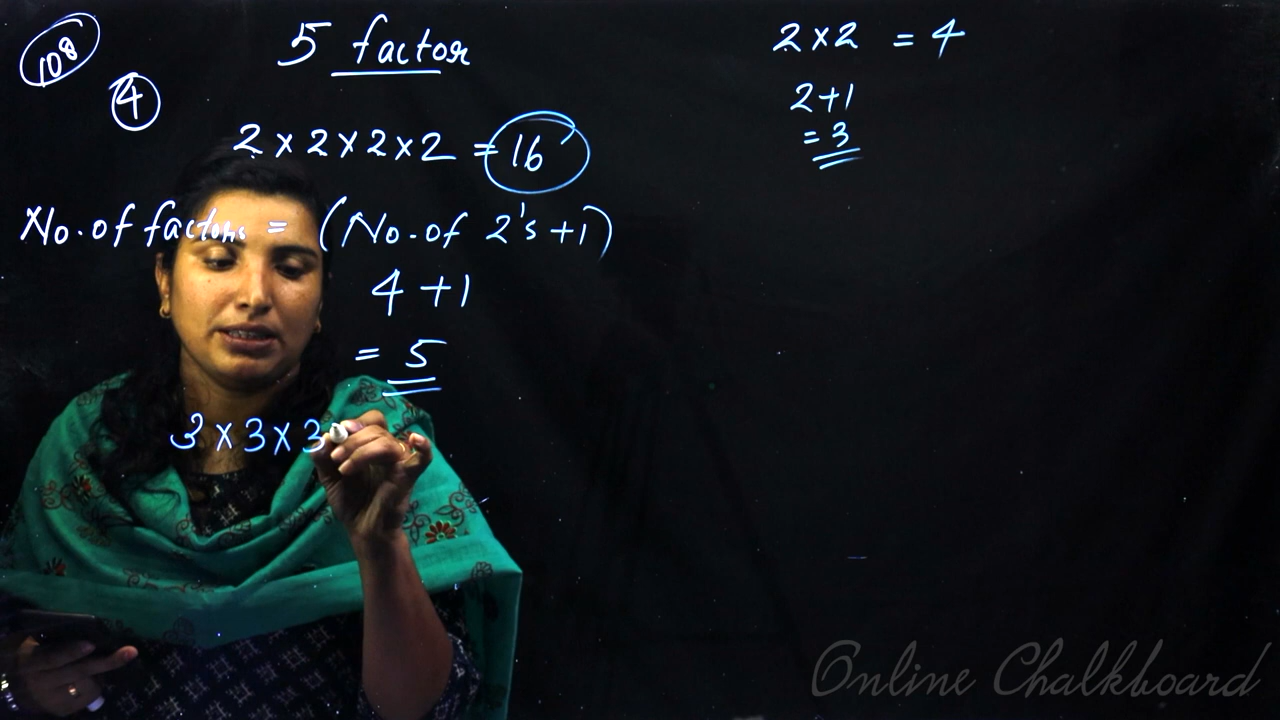 108
5 factor
4
2 × 2 × 2 × 2 = 16
No. of factors = (No. of 2's + 1)
4 + 1
= 5
3 × 3 × 3
2 × 2 = 4
2 + 1
= 3
Online Chalkboard